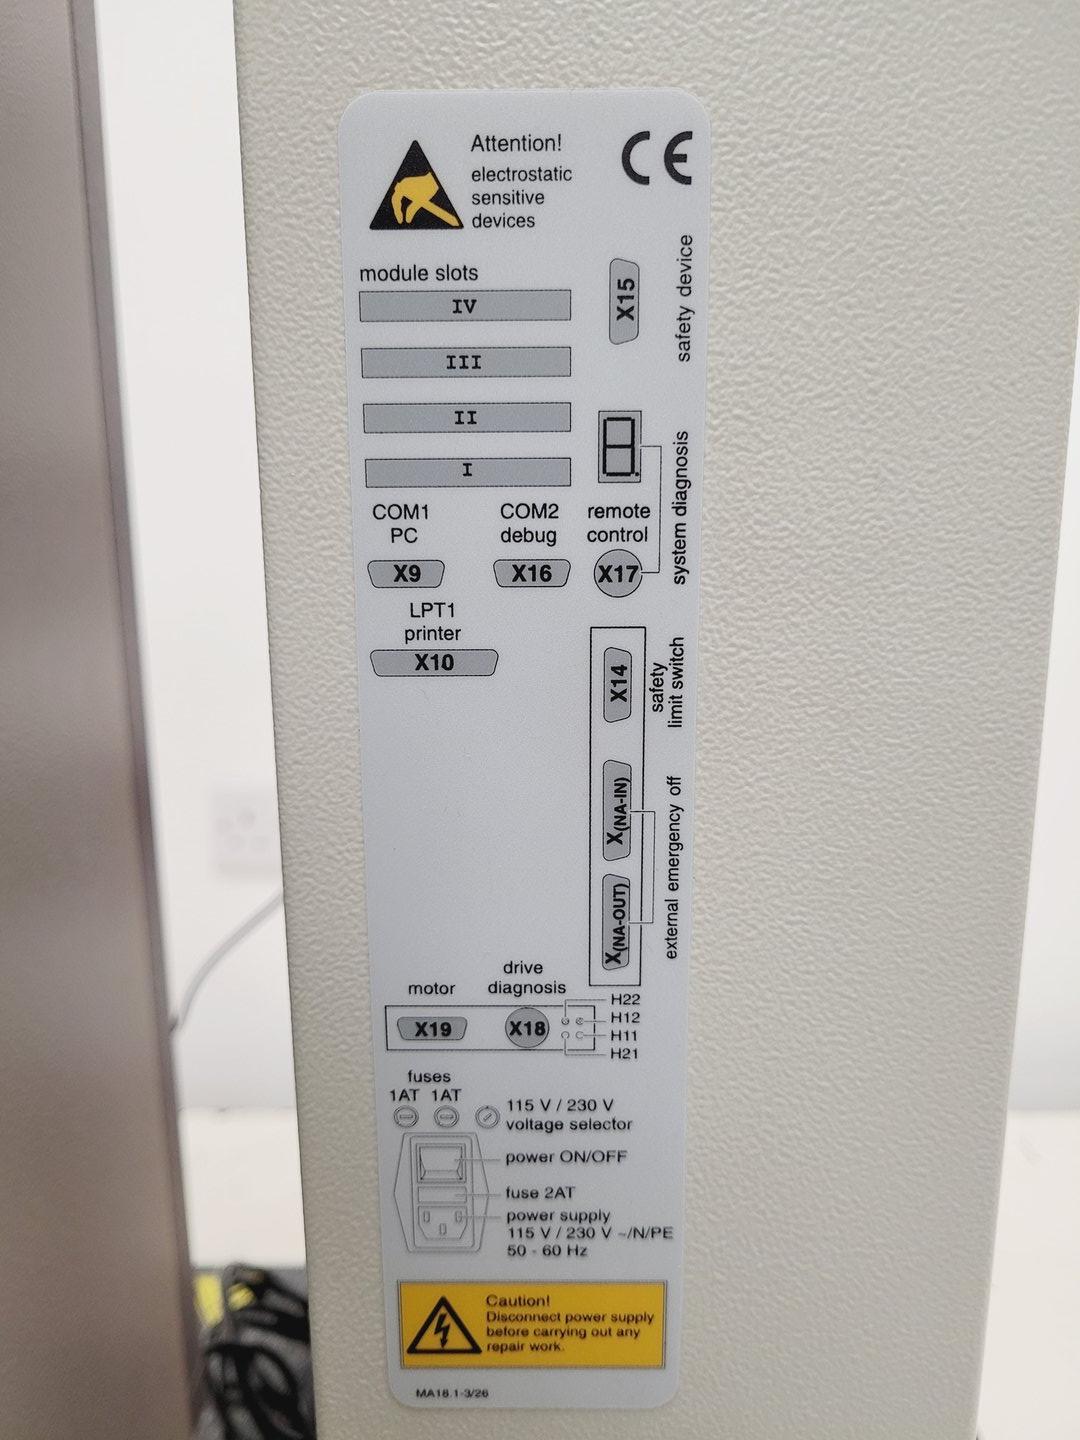 Attention!
electrostatic
sensitive
devices
CE
module slots
IV
III
II
I
X15
safety device
system diagnosis
COM1
PC
X9
COM2
debug
X16
remote
control
X17
LPT1
printer
X10
X14
safety
limit switch
X(NA-IN)
X(NA-OUT)
external emergency off
motor
X19
drive
diagnosis
X18
H22
H12
H11
H21
fuses
1AT 1AT
115 V / 230 V
voltage selector
power ON/OFF
fuse 2AT
power supply
115 V / 230 V ~/N/PE
50 - 60 Hz
Caution!
Disconnect power supply
before carrying out any
repair work.
MA18.1-3/26